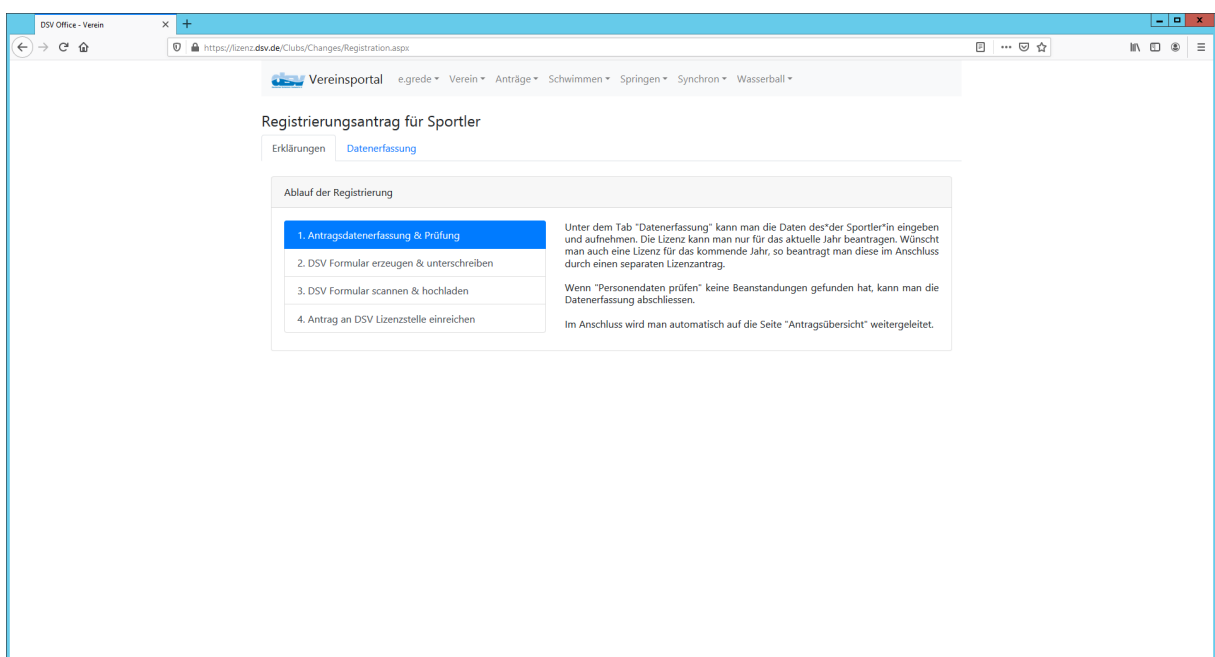 DSV Office - Verein
https://lizenz.dsv.de/Clubs/Changes/Registration.aspx
dsv Vereinsportal e.grede Verein Anträge Schwimmen Springen Synchron Wasserball
Registrierungsantrag für Sportler
Erklärungen Datenerfassung
Ablauf der Registrierung
1. Antragsdatenerfassung & Prüfung
2. DSV Formular erzeugen & unterschreiben
3. DSV Formular scannen & hochladen
4. Antrag an DSV Lizenzstelle einreichen
Unter dem Tab "Datenerfassung" kann man die Daten des*der Sportler*in eingeben
und aufnehmen. Die Lizenz kann man nur für das aktuelle Jahr beantragen. Wünscht
man auch eine Lizenz für das kommende Jahr, so beantragt man diese im Anschluss
durch einen separaten Lizenzantrag.
Wenn "Personendaten prüfen" keine Beanstandungen gefunden hat, kann man die
Datenerfassung abschliessen.
Im Anschluss wird man automatisch auf die Seite "Antragsübersicht" weitergeleitet.